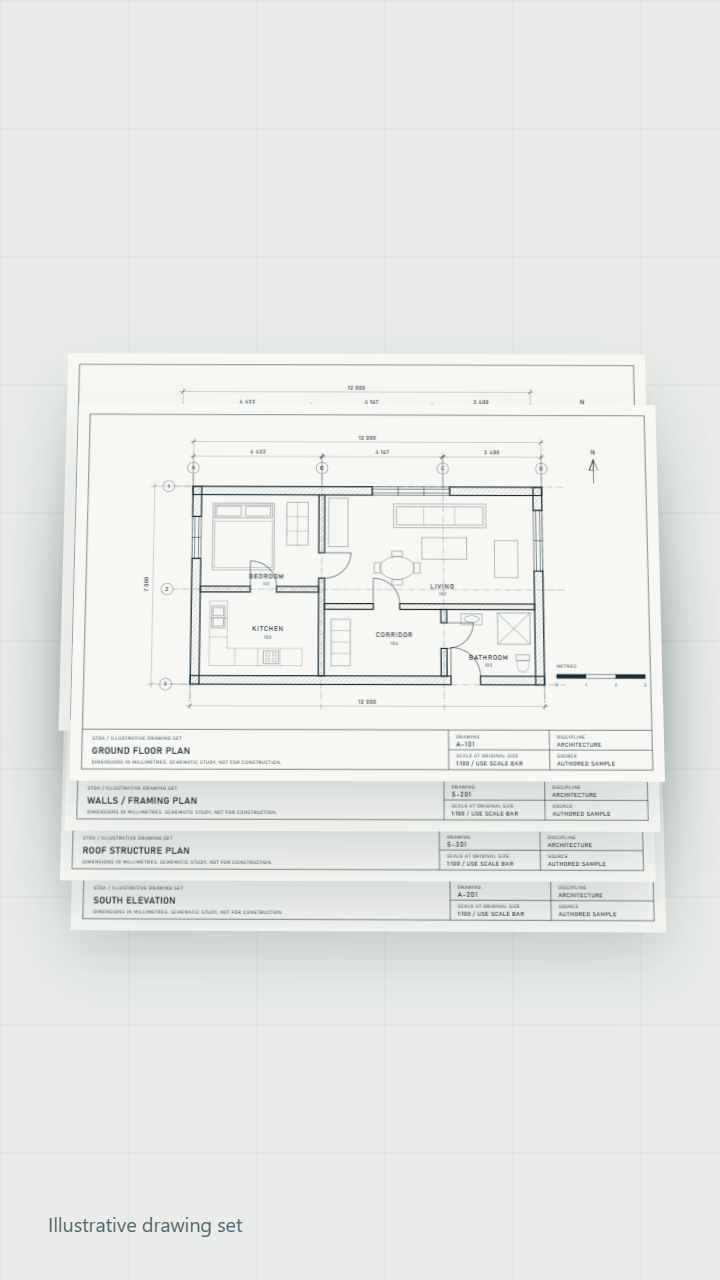 12 000
4 433
4 167
3 400
N
12 000
4 433
4 167
3 400
A
B
C
D
N
1
7 000
2
3
BEDROOM
LIVING
KITCHEN
103
CORRIDOR
104
BATHROOM
105
METRES
0 1 2 3
12 000
STDA / ILLUSTRATIVE DRAWING SET
GROUND FLOOR PLAN
DIMENSIONS IN MILLIMETRES. SCHEMATIC STUDY, NOT FOR CONSTRUCTION.
DRAWING
A-101
DISCIPLINE
ARCHITECTURE
SCALE AT ORIGINAL SIZE
1:100 / USE SCALE BAR
SOURCE
AUTHORED SAMPLE
STDA / ILLUSTRATIVE DRAWING SET
WALLS / FRAMING PLAN
DIMENSIONS IN MILLIMETRES. SCHEMATIC STUDY, NOT FOR CONSTRUCTION.
DRAWING
S-201
DISCIPLINE
ARCHITECTURE
SCALE AT ORIGINAL SIZE
1:100 / USE SCALE BAR
SOURCE
AUTHORED SAMPLE
STDA / ILLUSTRATIVE DRAWING SET
ROOF STRUCTURE PLAN
DIMENSIONS IN MILLIMETRES. SCHEMATIC STUDY, NOT FOR CONSTRUCTION.
DRAWING
S-301
DISCIPLINE
ARCHITECTURE
SCALE AT ORIGINAL SIZE
1:100 / USE SCALE BAR
SOURCE
AUTHORED SAMPLE
STDA / ILLUSTRATIVE DRAWING SET
SOUTH ELEVATION
DIMENSIONS IN MILLIMETRES. SCHEMATIC STUDY, NOT FOR CONSTRUCTION.
DRAWING
A-201
DISCIPLINE
ARCHITECTURE
SCALE AT ORIGINAL SIZE
1:100 / USE SCALE BAR
SOURCE
AUTHORED SAMPLE
Illustrative drawing set